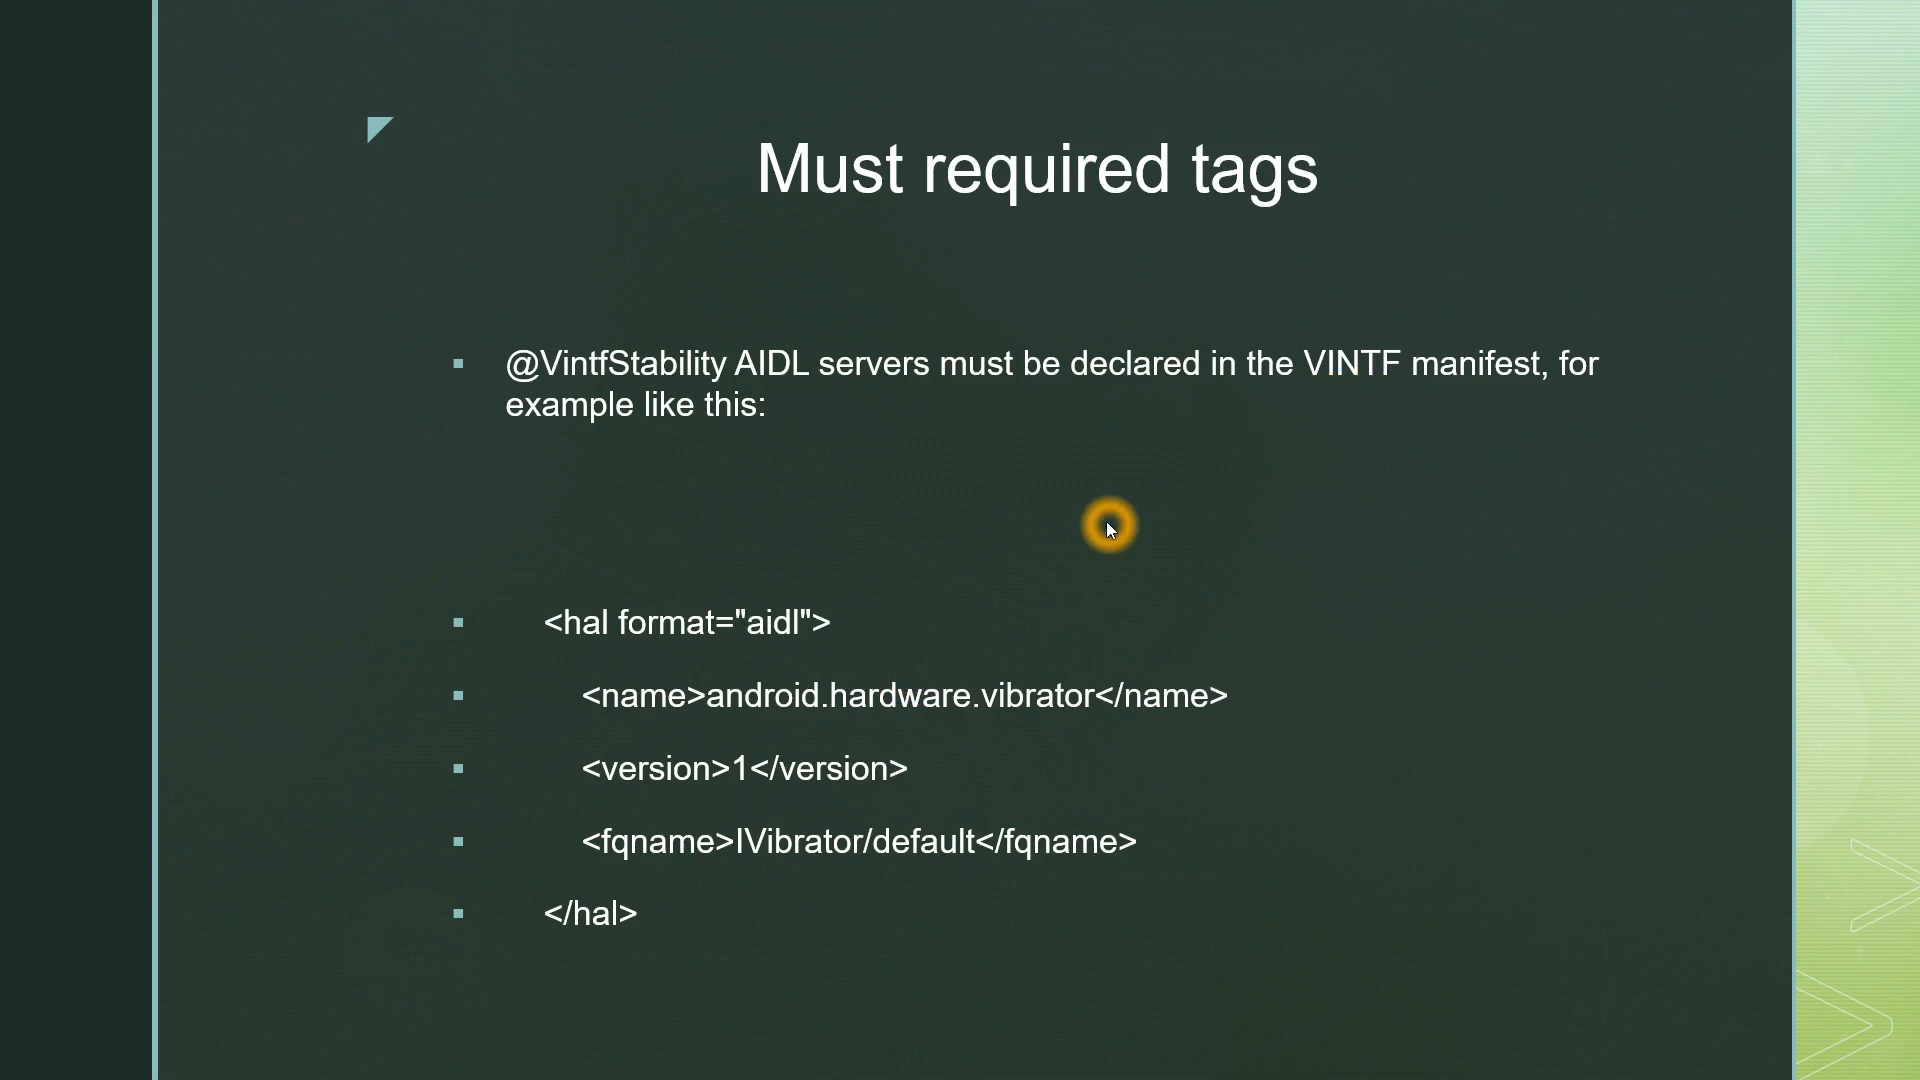 Must required tags
@VintfStability AIDL servers must be declared in the VINTF manifest, for
example like this:
<hal format="aidl">
<name>android.hardware.vibrator</name>
<version>1</version>
<fqname>IVibrator/default</fqname>
</hal>